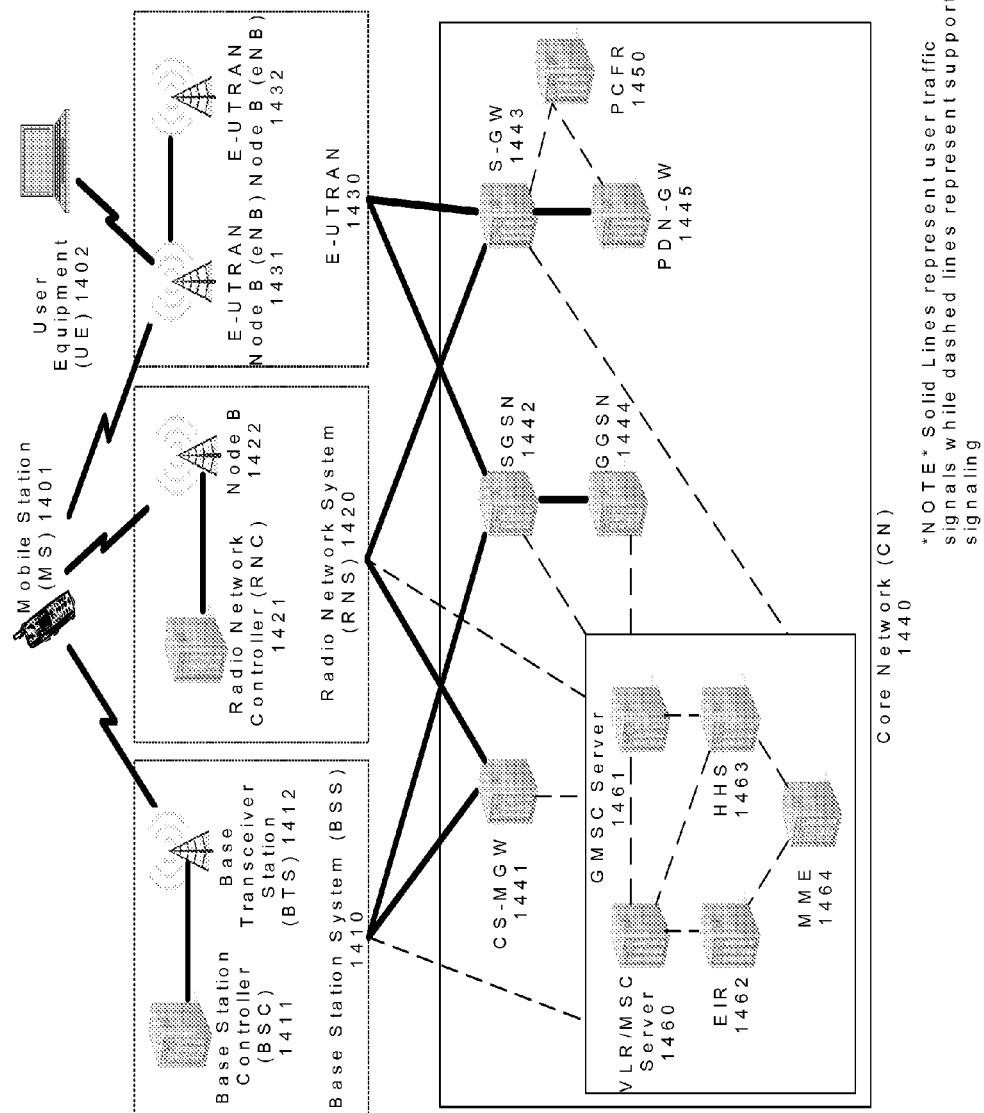 Mobile Station
(MS) 1401
User
Equipment
(UE) 1402
Base Station
Controller
(BSC)
1411
Base
Transceiver
Station
(BTS) 1412
Base Station System (BSS)
1410
Radio Network
Controller (RNC)
1421
Node B
1422
Radio Network System
(RNS) 1420
E-UTRAN
Node B (eNB)
1431
E-UTRAN
Node B (eNB)
1432
E-UTRAN
1430
CS-MGW
1441
SGSN
1442
GGSN
1444
S-GW
1443
PDN-GW
1445
PCFR
1450
VLR/MSC
Server
1460
GMSC Server
1461
EIR
1462
HHS
1463
MME
1464
Core Network (CN)
1440
*NOTE* Solid Lines represent user traffic
signals while dashed lines represent support
signaling